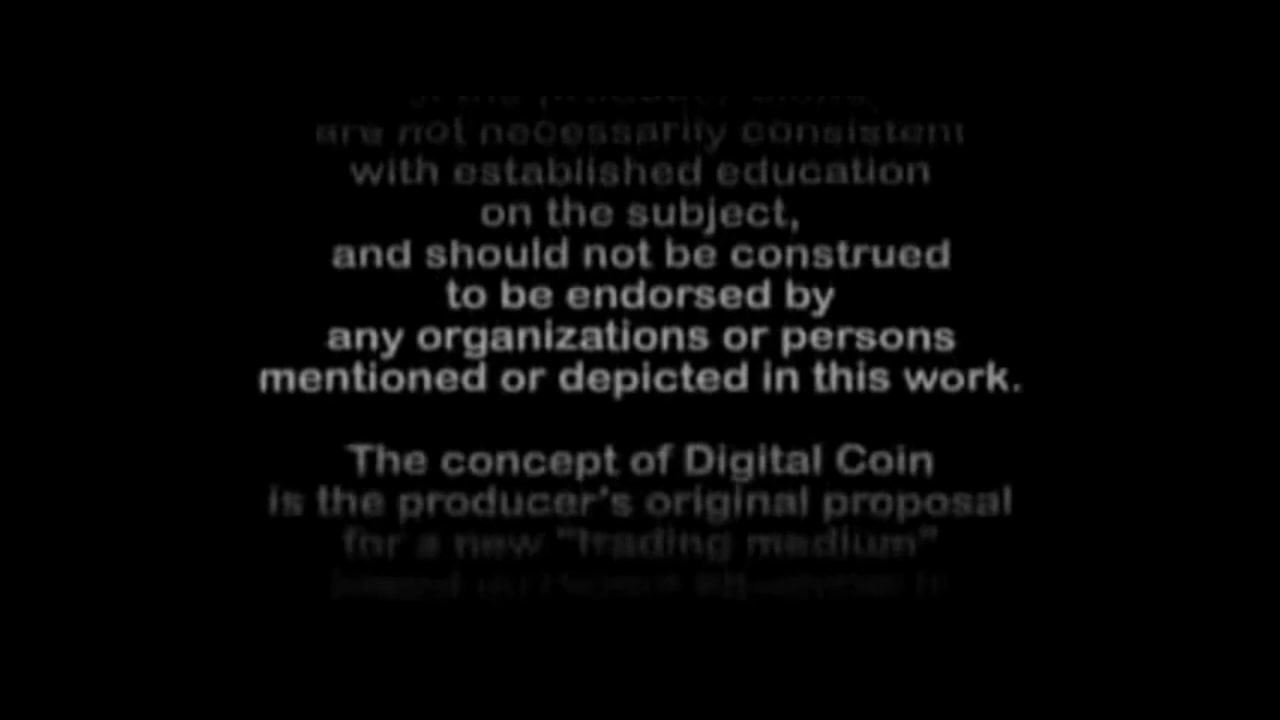 are not necessarily consistent
with established education
on the subject,
and should not be construed
to be endorsed by
any organizations or persons
mentioned or depicted in this work.
The concept of Digital Coin
is the producer's original proposal
for a new "trading medium"